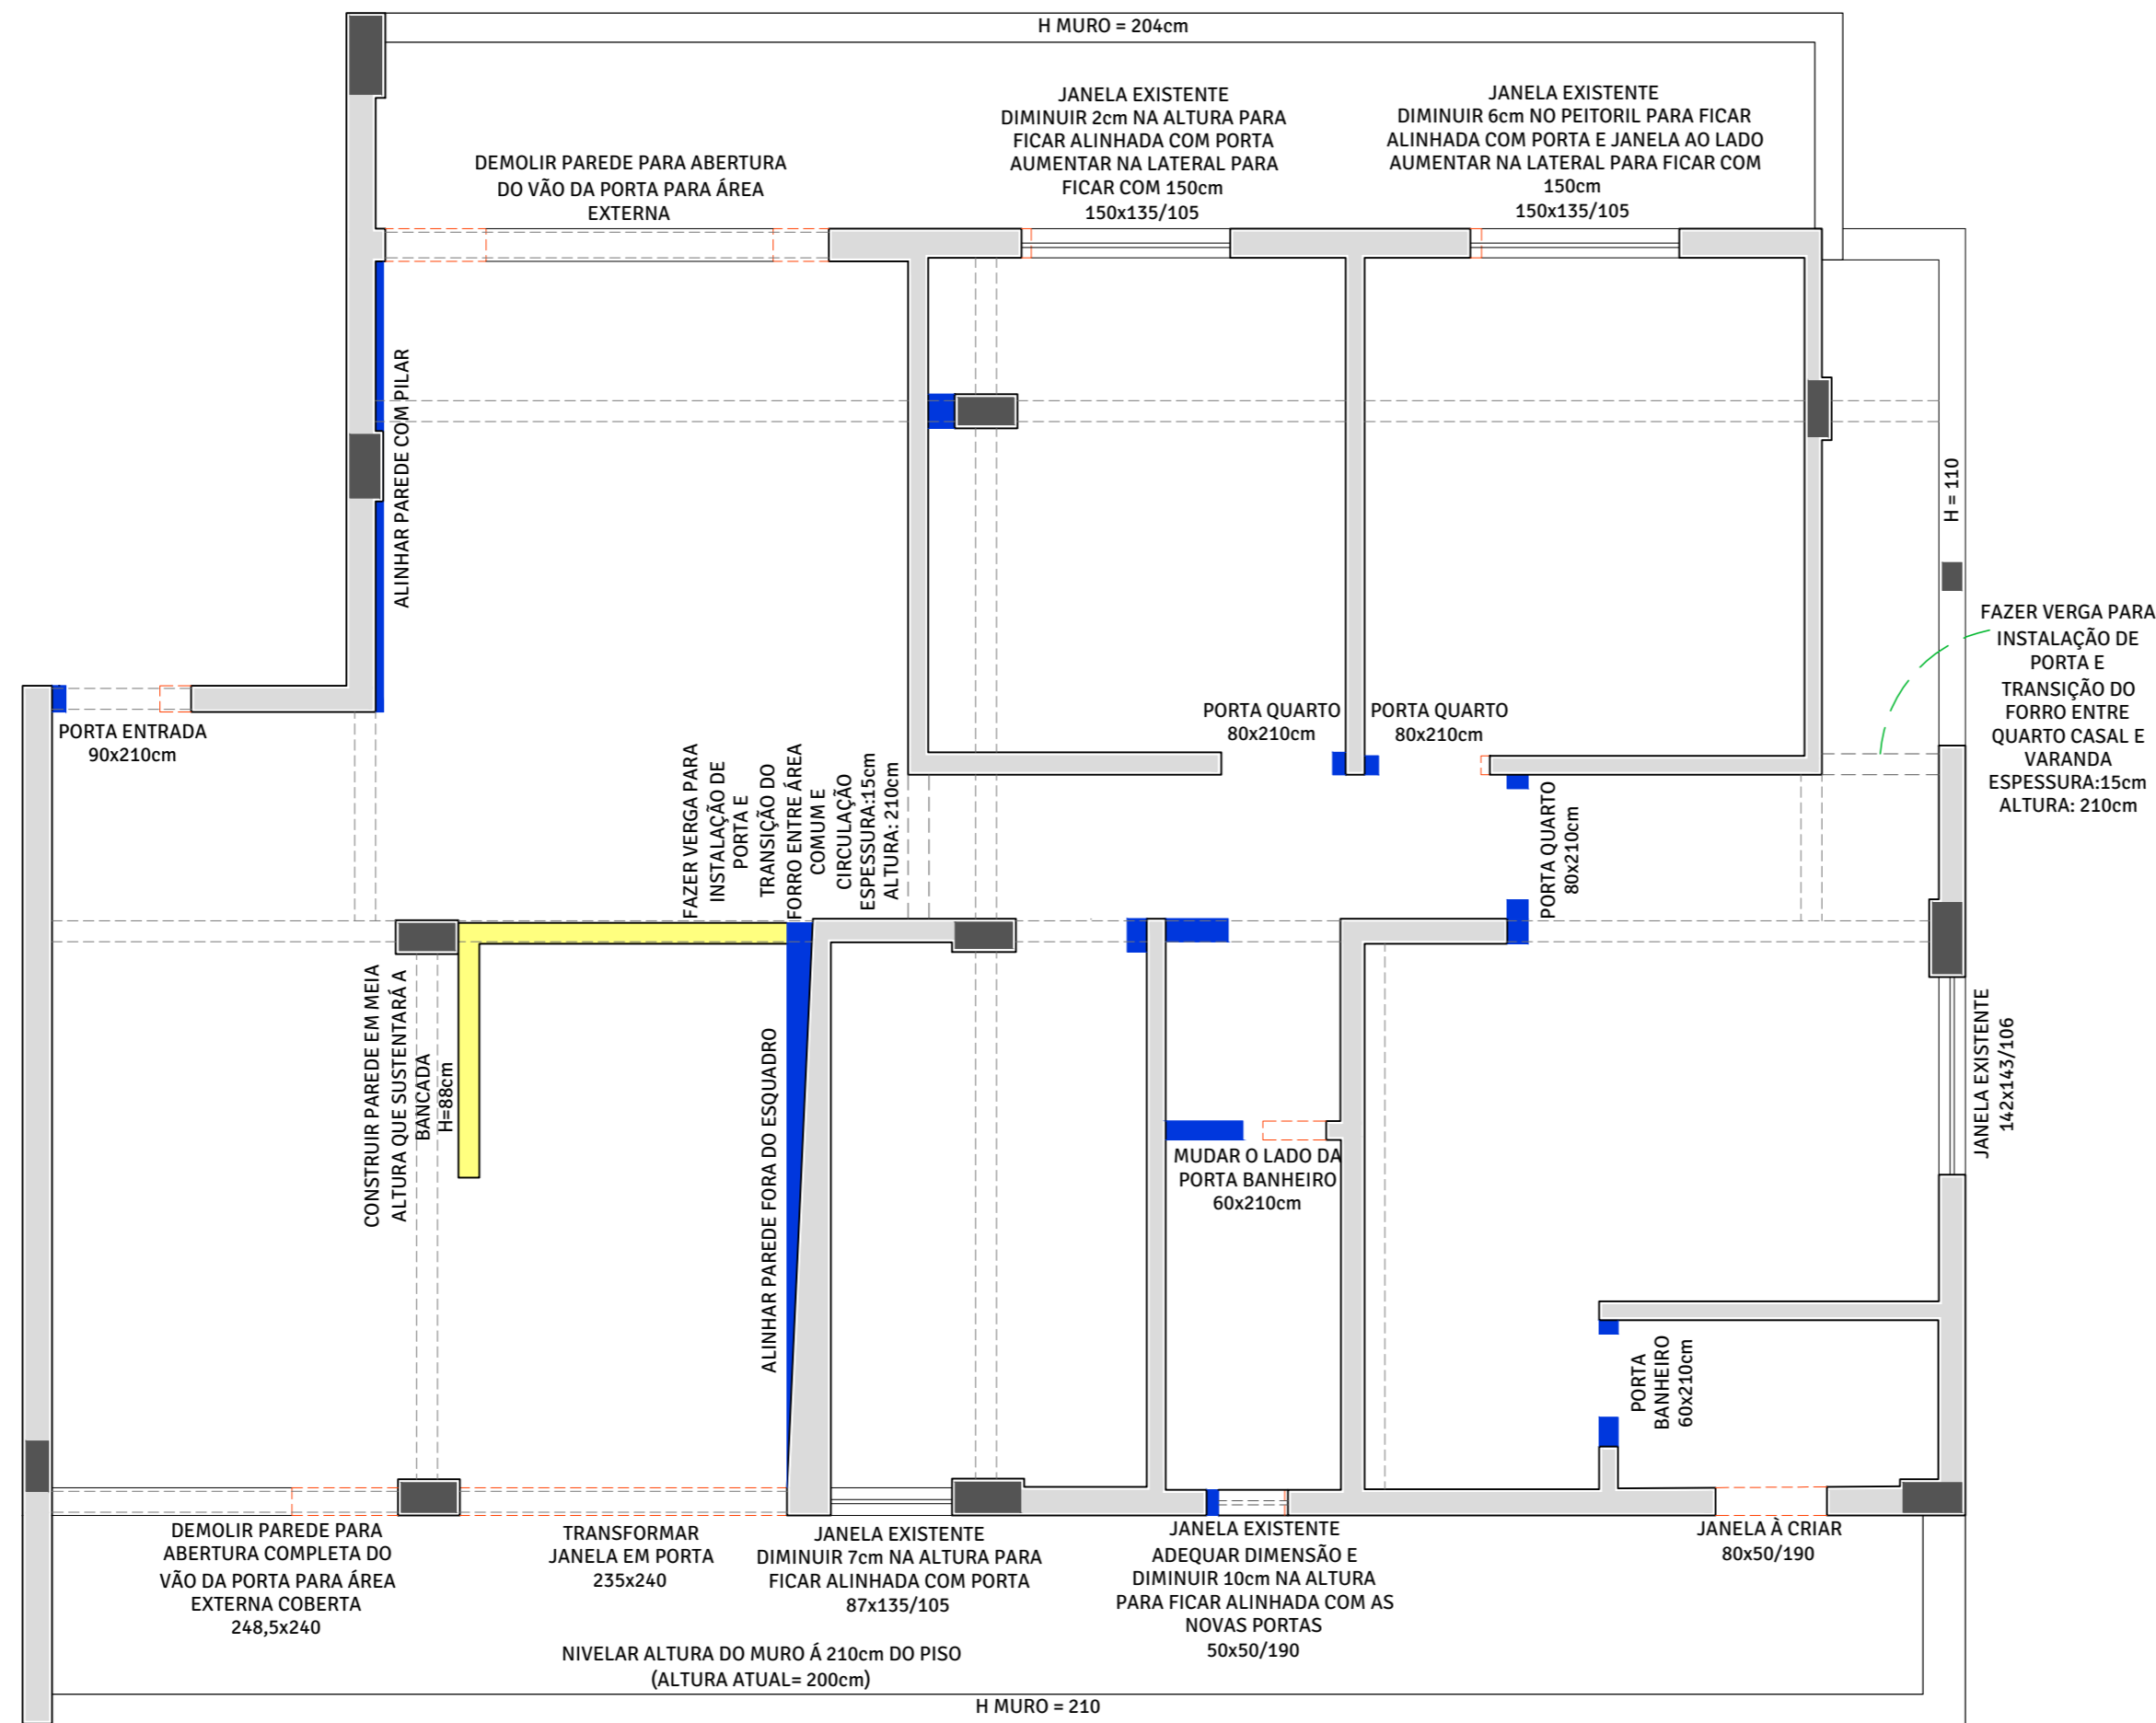 H MURO = 204cm
JANELA EXISTENTE
DIMINUIR 2cm NA ALTURA PARA
FICAR ALINHADA COM PORTA
AUMENTAR NA LATERAL PARA
FICAR COM 150cm
150x135/105
JANELA EXISTENTE
DIMINUIR 6cm NO PEITORIL PARA FICAR
ALINHADA COM PORTA E JANELA AO LADO
AUMENTAR NA LATERAL PARA FICAR COM
150cm
150x135/105
DEMOLIR PAREDE PARA ABERTURA
DO VÃO DA PORTA PARA ÁREA
EXTERNA
ALINHAR PAREDE COM PILAR
H = 110
FAZER VERGA PARA
INSTALAÇÃO DE
PORTA E
TRANSIÇÃO DO
FORRO ENTRE
QUARTO CASAL E
VARANDA
ESPESSURA:15cm
ALTURA: 210cm
PORTA ENTRADA
90x210cm
PORTA QUARTO
80x210cm
PORTA QUARTO
80x210cm
FAZER VERGA PARA
INSTALAÇÃO DE
PORTA E
TRANSIÇÃO DO
FORRO ENTRE ÁREA
COMUM E
CIRCULAÇÃO
ESPESSURA:15cm
ALTURA: 210cm
PORTA QUARTO
80x210cm
CONSTRUIR PAREDE EM MEIA
ALTURA QUE SUSTENTARÁ A
BANCADA
H=88cm
ALINHAR PAREDE FORA DO ESQUADRO
JANELA EXISTENTE
142x143/106
MUDAR O LADO DA
PORTA BANHEIRO
60x210cm
PORTA
BANHEIRO
60x210cm
DEMOLIR PAREDE PARA
ABERTURA COMPLETA DO
VÃO DA PORTA PARA ÁREA
EXTERNA COBERTA
248,5x240
TRANSFORMAR
JANELA EM PORTA
235x240
JANELA EXISTENTE
DIMINUIR 7cm NA ALTURA PARA
FICAR ALINHADA COM PORTA
87x135/105
JANELA EXISTENTE
ADEQUAR DIMENSÃO E
DIMINUIR 10cm NA ALTURA
PARA FICAR ALINHADA COM AS
NOVAS PORTAS
50x50/190
JANELA À CRIAR
80x50/190
NIVELAR ALTURA DO MURO Á 210cm DO PISO
(ALTURA ATUAL= 200cm)
H MURO = 210